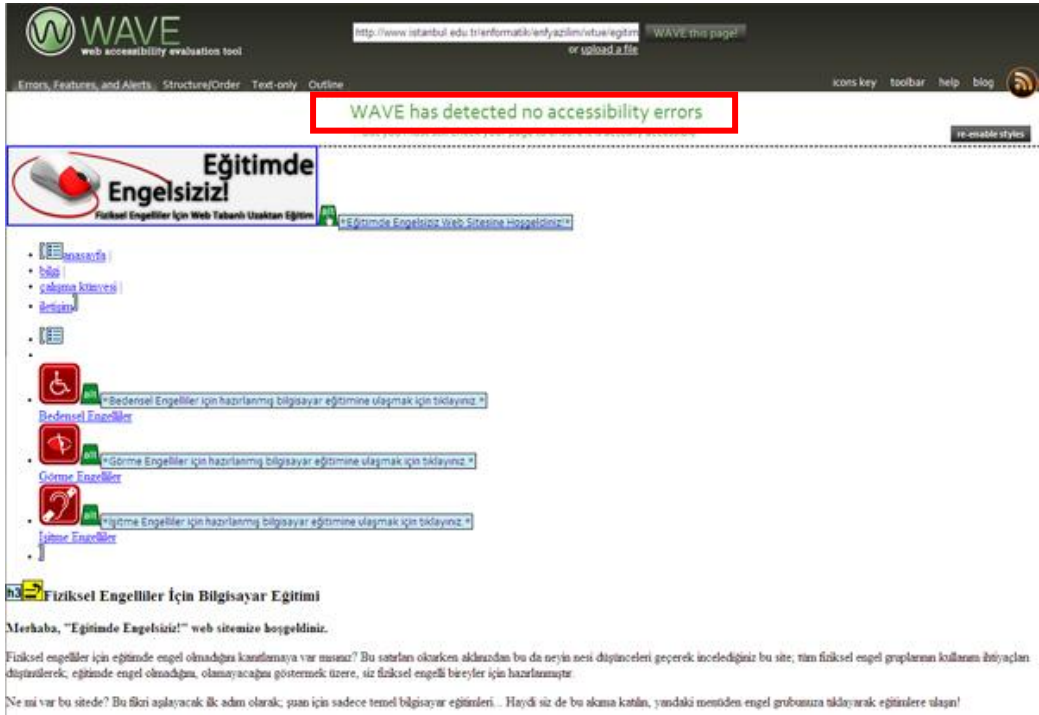 WAVE
web accessibility evaluation tool
http://www.istanbul.edu.tr/enformatik/enfyazilim/wtue/egitim
WAVE this page!
or upload a file
Errors, Features, and Alerts Structure/Order Text-only Outline
icons key toolbar help blog
WAVE has detected no accessibility errors
re-enable styles
Eğitimde
Engelsiziz!
Fiziksel Engelliler İçin Web Tabanlı Uzaktan Eğitim
alt *Eğitimde Engelsiziz Web Sitesine Hoşgeldiniz!*
anasayfa |
bilgi |
çalışma künyesi |
iletişim
alt *Bedensel Engelliler için hazırlanmış bilgisayar eğitimine ulaşmak için tıklayınız.*
Bedensel Engelliler
alt *Görme Engelliler için hazırlanmış bilgisayar eğitimine ulaşmak için tıklayınız.*
Görme Engelliler
alt *İşitme Engelliler için hazırlanmış bilgisayar eğitimine ulaşmak için tıklayınız.*
İşitme Engelliler
h3 Fiziksel Engelliler İçin Bilgisayar Eğitimi
Merhaba, "Eğitimde Engelsiziz!" web sitemize hoşgeldiniz.
Fiziksel engelliler için eğitimde engel olmadığını kanıtlamaya var mısınız? Bu satırları okurken aklınızdan bu da neyin nesi düşünceleri geçerek incelediğiniz bu site; tüm fiziksel engel gruplarının kullanım ihtiyaçları
düşünülerek, eğitimde engel olmadığını, olamayacağını göstermek üzere, siz fiziksel engelli bireyler için hazırlanmıştır.
Ne mi var bu sitede? Bu fikri aşılayacak ilk adım olarak; şuan için sadece temel bilgisayar eğitimleri... Haydi siz de bu akıma katılın, yandaki menüden engel grubunuza tıklayarak eğitimlere ulaşın!